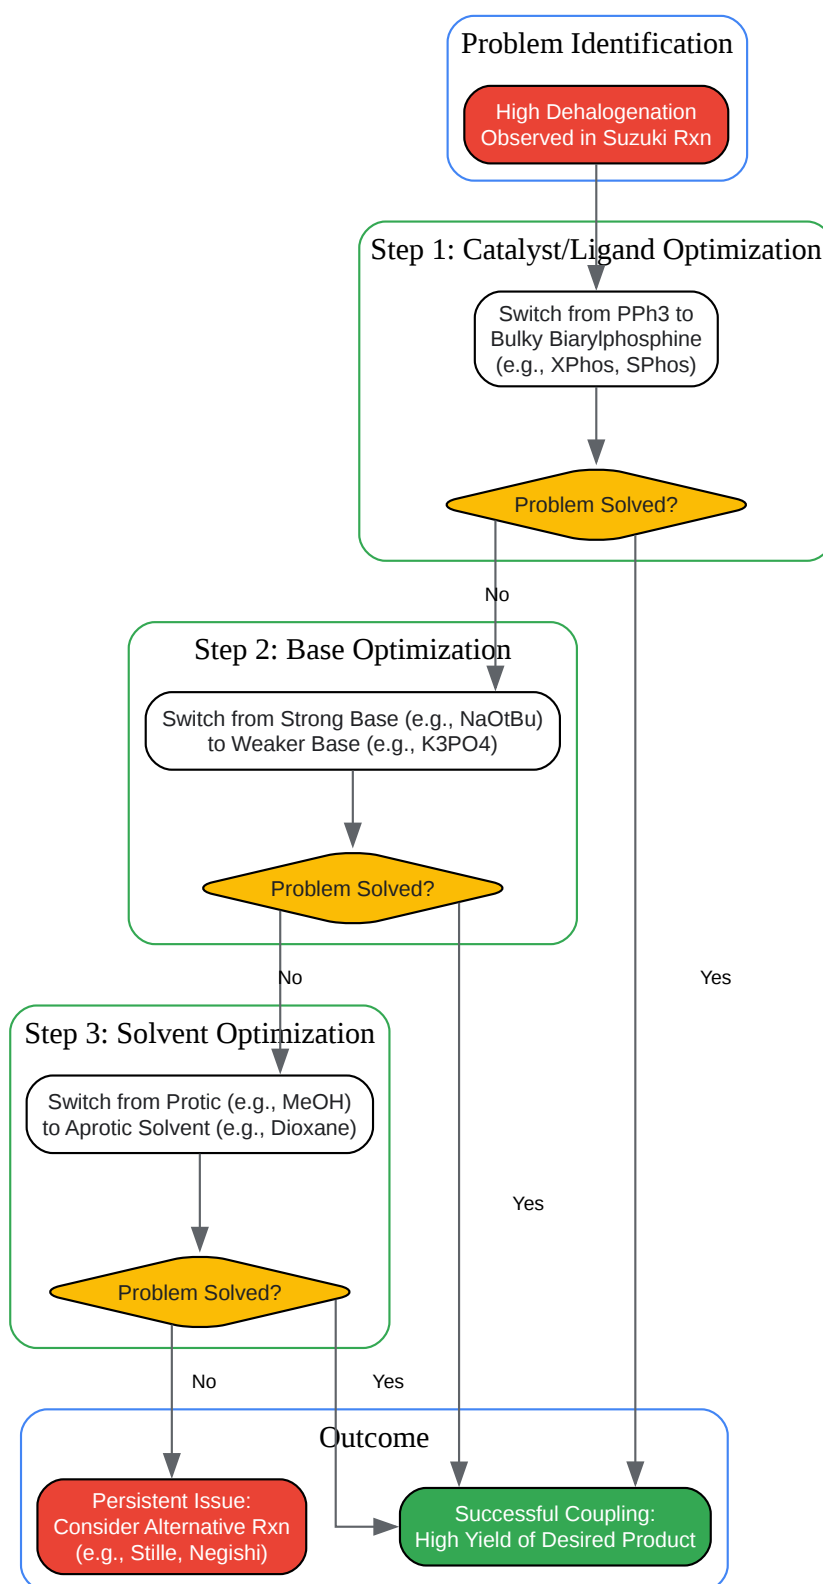 Problem Identification
High Dehalogenation
Observed in Suzuki Rxn
Step 1: Catalyst/Ligand Optimization
Switch from PPh3 to
Bulky Biarylphosphine
(e.g., XPhos, SPhos)
Problem Solved?
No
Step 2: Base Optimization
Switch from Strong Base (e.g., NaOtBu)
to Weaker Base (e.g., K3PO4)
Problem Solved?
No
Yes
Step 3: Solvent Optimization
Switch from Protic (e.g., MeOH)
to Aprotic Solvent (e.g., Dioxane)
Yes
Problem Solved?
No
Yes
Outcome
Persistent Issue:
Consider Alternative Rxn
(e.g., Stille, Negishi)
Successful Coupling:
High Yield of Desired Product